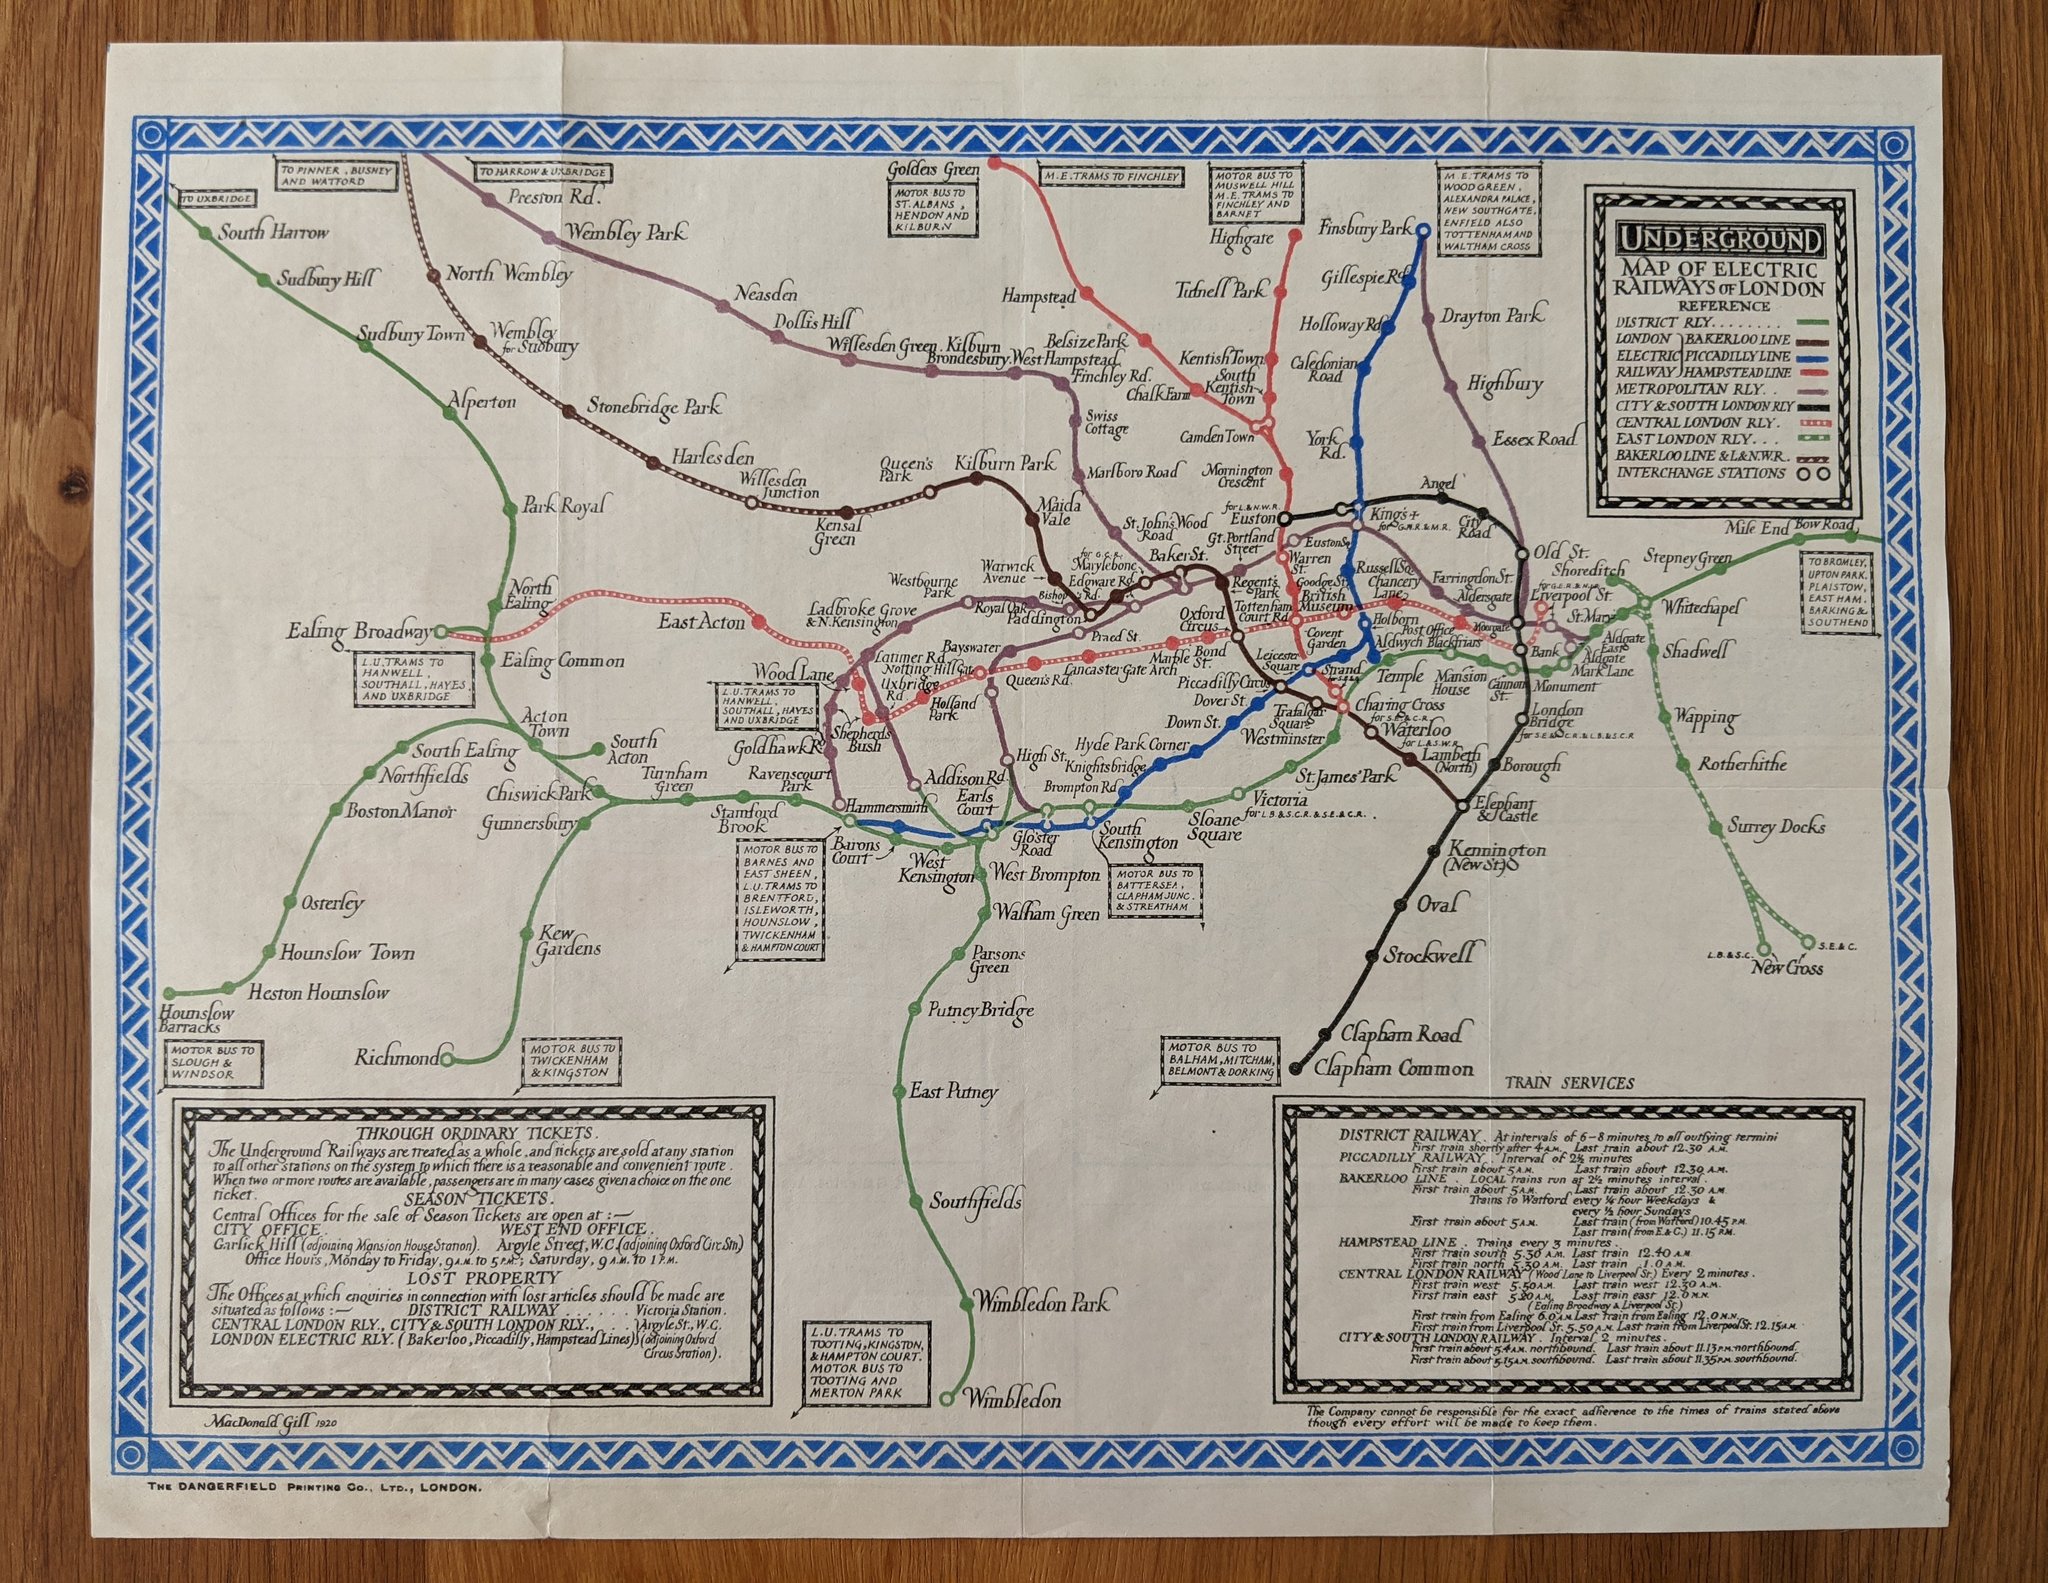 TO PINNER, BUSHEY
AND WATFORD
TO HARROW & UXBRIDGE
TO UXBRIDGE
Golders Green
MOTOR BUS TO
ST. ALBANS,
HENDON AND
KILBURN
M.E. TRAMS TO FINCHLEY
MOTOR BUS TO
MUSWELL HILL
M.E. TRAMS TO
FINCHLEY AND
BARNET
M.E. TRAMS TO
WOOD GREEN,
ALEXANDRA PALACE,
NEW SOUTHGATE,
ENFIELD ALSO
TOTTENHAM AND
WALTHAM CROSS
UNDERGROUND
MAP OF ELECTRIC
RAILWAYS OF LONDON
REFERENCE
DISTRICT RLY........
LONDON BAKERLOO LINE
ELECTRIC PICCADILLY LINE
RAILWAY HAMPSTEAD LINE
METROPOLITAN RLY..
CITY & SOUTH LONDON RLY
CENTRAL LONDON RLY.
EAST LONDON RLY...
BAKERLOO LINE & L&N.W.R.
INTERCHANGE STATIONS
South Harrow
Sudbury Hill
Sudbury Town
Alperton
Park Royal
North
Ealing
Ealing Broadway
Ealing Common
L.U. TRAMS TO
HANWELL,
SOUTHALL, HAYES
AND UXBRIDGE
Acton
Town
South
Acton
South Ealing
Northfields
Boston Manor
Osterley
Hounslow Town
Heston Hounslow
Hounslow
Barracks
MOTOR BUS TO
SLOUGH &
WINDSOR
Chiswick Park
Gunnersbury
Kew
Gardens
Richmond
MOTOR BUS TO
TWICKENHAM
& KINGSTON
Turnham
Green
Stamford
Brook
Ravenscourt
Park
Hammersmith
Barons
Court
West
Kensington
MOTOR BUS TO
BARNES AND
EAST SHEEN,
L.U. TRAMS TO
BRENTFORD,
ISLEWORTH,
HOUNSLOW,
TWICKENHAM
& HAMPTON COURT
Preston Rd.
Wembley Park
Neasden
Dollis Hill
Willesden Green
Kilburn
Brondesbury
West Hampstead
Finchley Rd.
Swiss
Cottage
Marlboro Road
St. Johns Wood
Road
North Wembley
Wembley
for Sudbury
Stonebridge Park
Harlesden
Willesden
Junction
Kensal
Green
Queen's
Park
Kilburn Park
Maida
Vale
Warwick
Avenue
Paddington
Edgware Rd.
for G.C.R.
Marylebone
Baker St.
Regent's
Park
Oxford
Circus
Piccadilly Circus
Trafalgar
Square
Charing Cross
for S.E.& C.R.
Waterloo
for L.& S.W.R.
Lambeth
(North)
Elephant
& Castle
Hampstead
Belsize Park
Chalk Farm
Camden Town
Highgate
Tufnell Park
Kentish Town
South
Kentish
Town
Mornington
Crescent
for L.& N.W.R.
Euston
Warren
St.
Goodge St.
Tottenham
Court Rd
Leicester
Square
Strand
Finsbury Park
Gillespie Rd
Holloway Rd
Caledonian
Road
York
Rd.
King's +
for G.N.R.& M.R.
Russell Sq.
Holborn
Aldwych
Covent
Garden
Dover St.
Down St.
Hyde Park Corner
Knightsbridge
Brompton Rd
South
Kensington
Glo'ster
Road
Earls
Court
MOTOR BUS TO
BATTERSEA,
CLAPHAM JUNC.
& STREATHAM
Drayton Park
Highbury
Essex Road
Old St.
Angel
City
Road
Moorgate
Bank
London
Bridge
for S.E.& C.R.& L.B.& S.C.R
Borough
Kennington
(New St.)
Oval
Stockwell
Clapham Road
Clapham Common
MOTOR BUS TO
BALHAM, MITCHAM,
BELMONT & DORKING
East Acton
Wood Lane
L.U. TRAMS TO
HANWELL,
SOUTHALL, HAYES
AND UXBRIDGE
Shepherds
Bush
Holland
Park
Notting Hill Gate
Queen's Rd.
Lancaster Gate
Marble
Arch
Bond
St.
British
Museum
Chancery
Lane
Post Office
Liverpool St.
Ladbroke Grove
& N. Kensington
Latimer Rd
Uxbridge
Rd.
Goldhawk Rd
Addison Rd
Westbourne
Park
Royal Oak
Bishop's
Rd.
Praed St.
Bayswater
High St.
Gt. Portland
Street
Euston Sq
Farringdon St.
Aldersgate
Aldgate
Aldgate
East
Mark Lane
Monument
Cannon
St.
Mansion
House
Blackfriars
Temple
Westminster
St. James' Park
Victoria
for L.B.& S.C.R.& S.E.& C.R.
Sloane
Square
Shoreditch
St. Mary's
Whitechapel
Stepney Green
Mile End
Bow Road
TO BROMLEY,
UPTON PARK,
PLAISTOW,
EAST HAM,
BARKING &
SOUTHEND
Shadwell
Wapping
Rotherhithe
Surrey Docks
L.B.& S.C.
S.E.& C.
New Cross
West Brompton
Walham Green
Parsons
Green
Putney Bridge
East Putney
Southfields
Wimbledon Park
Wimbledon
L.U. TRAMS TO
TOOTING, KINGSTON,
& HAMPTON COURT.
MOTOR BUS TO
TOOTING AND
MERTON PARK
THROUGH ORDINARY TICKETS.
The Underground Railways are treated as a whole, and tickets are sold at any station
to all other stations on the system to which there is a reasonable and convenient route.
When two or more routes are available, passengers are in many cases given a choice on the one
ticket.
SEASON TICKETS.
Central Offices for the sale of Season Tickets are open at :—
CITY OFFICE WEST END OFFICE.
Garlick Hill (adjoining Mansion House Station). Argyle Street, W.C. (adjoining Oxford Circ. Stn)
Office Hours, Monday to Friday, 9 A.M. to 5 P.M.; Saturday, 9 A.M. to 1 P.M.
LOST PROPERTY
The Offices at which enquiries in connection with lost articles should be made are
situated as follows :— DISTRICT RAILWAY ...... Victoria Station.
CENTRAL LONDON RLY., CITY & SOUTH LONDON RLY., .. Argyle St., W.C.
LONDON ELECTRIC RLY. (Bakerloo, Piccadilly, Hampstead Lines) (adjoining Oxford
Circus Station).
MacDonald Gill 1920
TRAIN SERVICES
DISTRICT RAILWAY. At intervals of 6-8 minutes to all outlying termini
First train shortly after 4 A.M. Last train about 12.30 A.M.
PICCADILLY RAILWAY. Interval of 2½ minutes
First train about 5 A.M. Last train about 12.30 A.M.
BAKERLOO LINE. LOCAL trains run at 2½ minutes interval.
First train about 5 A.M. Last train about 12.30 A.M
Trains to Watford every ¼ hour Weekdays &
every ½ hour Sundays
First train about 5 A.M. Last train (from Watford) 10.45 P.M.
Last train (from E.& C.) 11.15 P.M.
HAMPSTEAD LINE. Trains every 3 minutes.
First train south 5.30 A.M. Last train 12.40 A.M
First train north 5.30 A.M. Last train 1.0 A.M.
CENTRAL LONDON RAILWAY (Wood Lane to Liverpool St.) Every 2 minutes.
First train west 5.50 A.M. Last train west 12.30 A.M.
First train east 5.20 A.M. Last train east 12.0 M.N.
(Ealing Broadway & Liverpool St.)
First train from Ealing 6.0 A.M Last train from Ealing 12.0 M.N.
First train from Liverpool St. 5.50 A.M. Last train from Liverpool St. 12.15 A.M.
CITY & SOUTH LONDON RAILWAY. Interval 2 minutes.
First train about 5.4 A.M. northbound. Last train about 11.13 P.M. northbound.
First train about 5.15 A.M. southbound. Last train about 11.35 P.M. southbound.
The Company cannot be responsible for the exact adherence to the times of trains stated above
though every effort will be made to keep them.
THE DANGERFIELD PRINTING CO., LTD., LONDON.